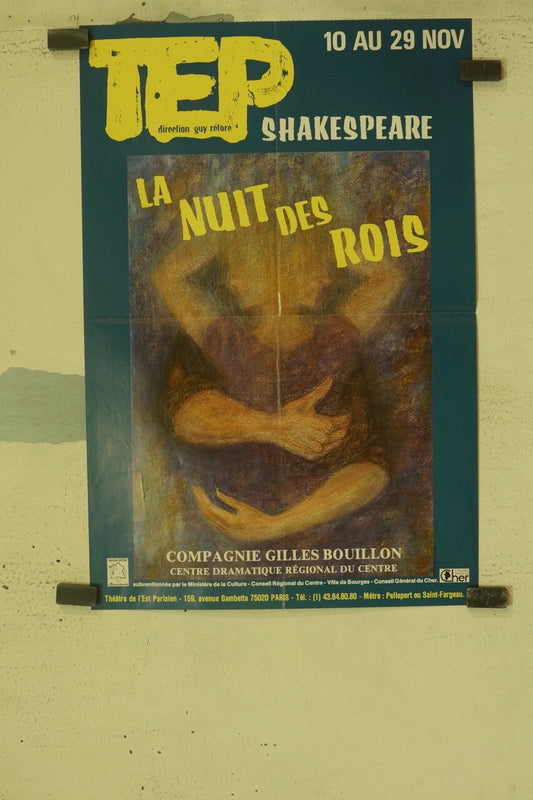 10 AU 29 NOV
TEP
direction guy rétoré
SHAKESPEARE
LA NUIT DES ROIS
COMPAGNIE GILLES BOUILLON
CENTRE DRAMATIQUE RÉGIONAL DU CENTRE
subventionnée par le Ministère de la Culture - Conseil Régional du Centre - Ville de Bourges - Conseil Général du Cher.
Cher
Théâtre de l'Est Parisien - 159, avenue Gambetta 75020 PARIS - Tél. : (1) 43.64.80.80 - Métro : Pelleport ou Saint-Fargeau.